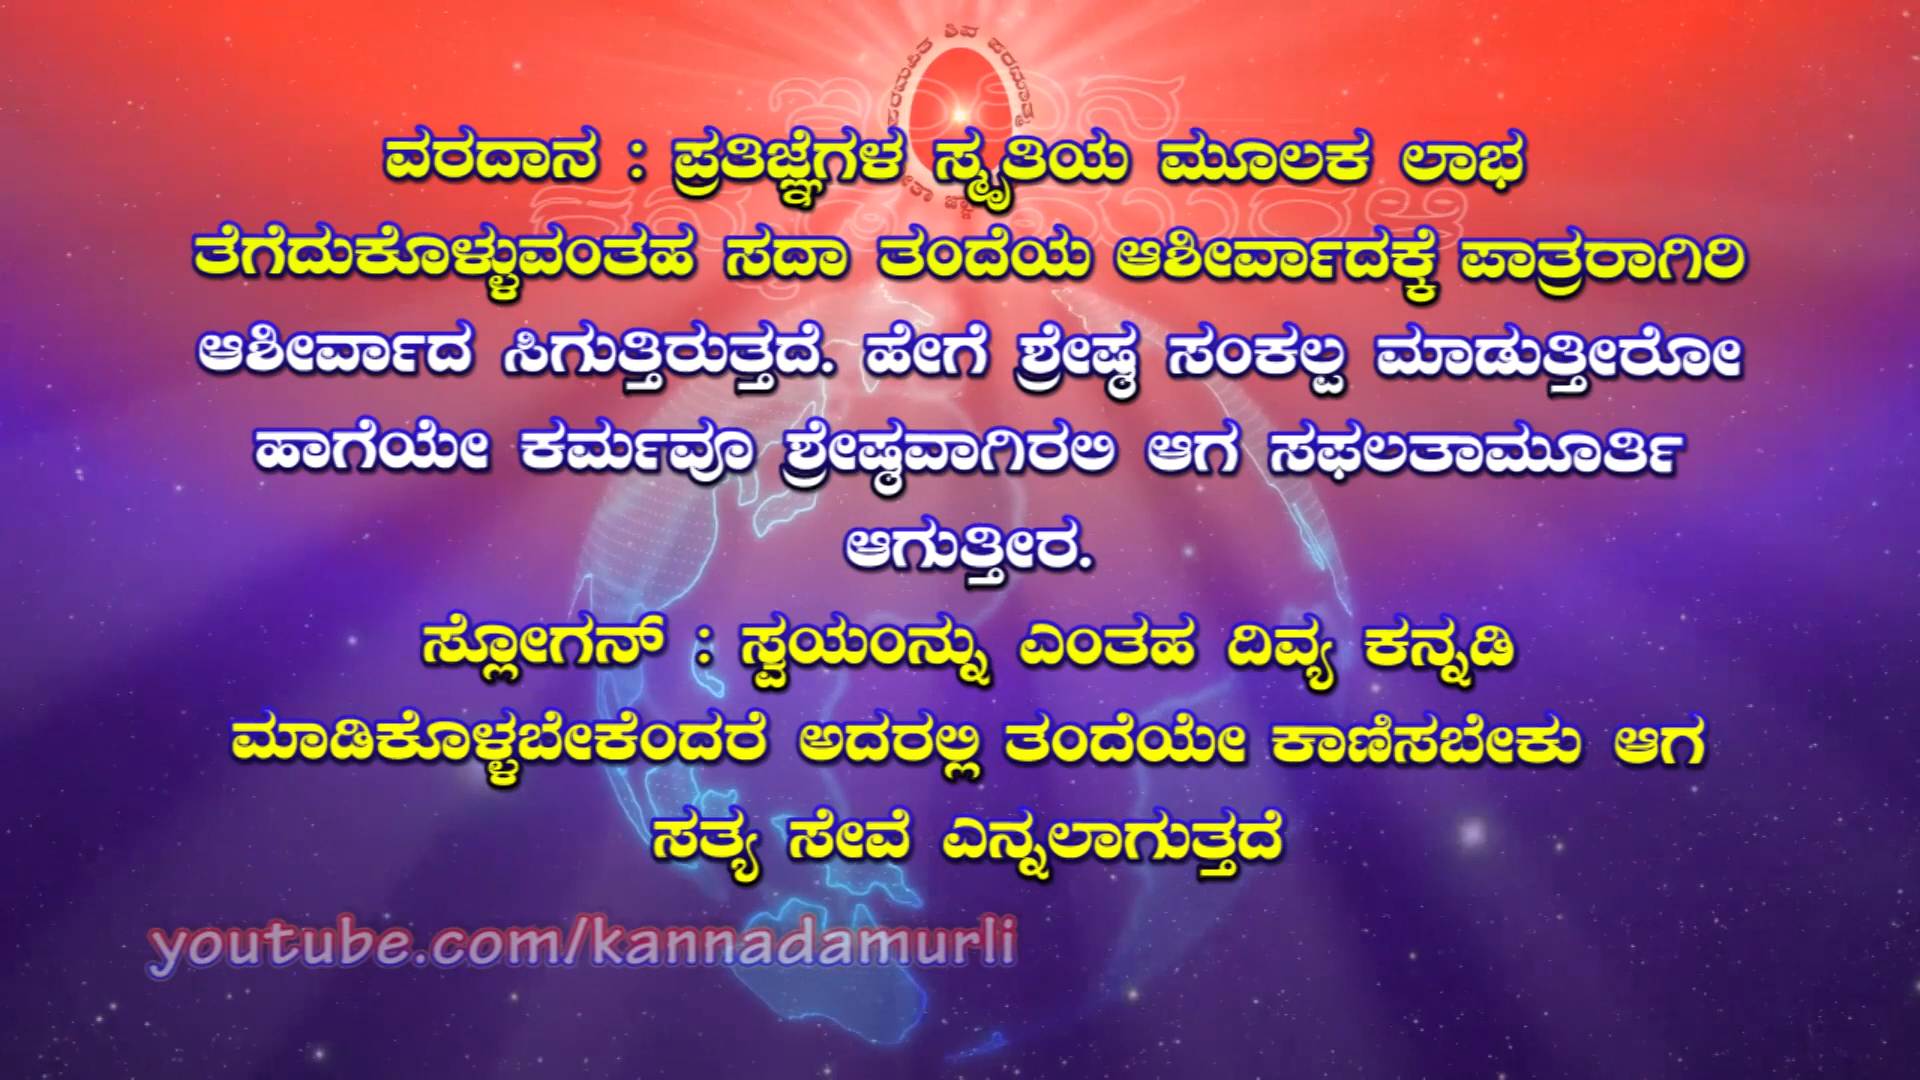 ವರದಾನ : ಪ್ರತಿಜ್ಞೆಗಳ ಸ್ಮೃತಿಯ ಮೂಲಕ ಲಾಭ
ತೆಗೆದುಕೊಳ್ಳುವಂತಹ ಸದಾ ತಂದೆಯ ಆಶೀರ್ವಾದಕ್ಕೆ ಪಾತ್ರರಾಗಿರಿ
ಆಶೀರ್ವಾದ ಸಿಗುತ್ತಿರುತ್ತದೆ. ಹೇಗೆ ಶ್ರೇಷ್ಠ ಸಂಕಲ್ಪ ಮಾಡುತ್ತೀರೋ
ಹಾಗೆಯೇ ಕರ್ಮವೂ ಶ್ರೇಷ್ಠವಾಗಿರಲಿ ಆಗ ಸಫಲತಾಮೂರ್ತಿ
ಆಗುತ್ತೀರ.
ಸ್ಲೋಗನ್ : ಸ್ವಯಂನ್ನು ಎಂತಹ ದಿವ್ಯ ಕನ್ನಡಿ
ಮಾಡಿಕೊಳ್ಳಬೇಕೆಂದರೆ ಅದರಲ್ಲಿ ತಂದೆಯೇ ಕಾಣಿಸಬೇಕು ಆಗ
ಸತ್ಯ ಸೇವೆ ಎನ್ನಲಾಗುತ್ತದೆ
youtube.com/kannadamurli